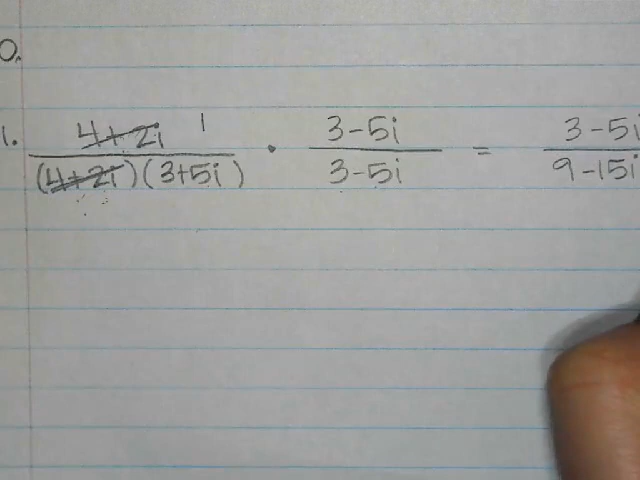 0.
1. 4+2i 1 / (4+2i)(3+5i) · 3-5i / 3-5i = 3-5i / 9-15i